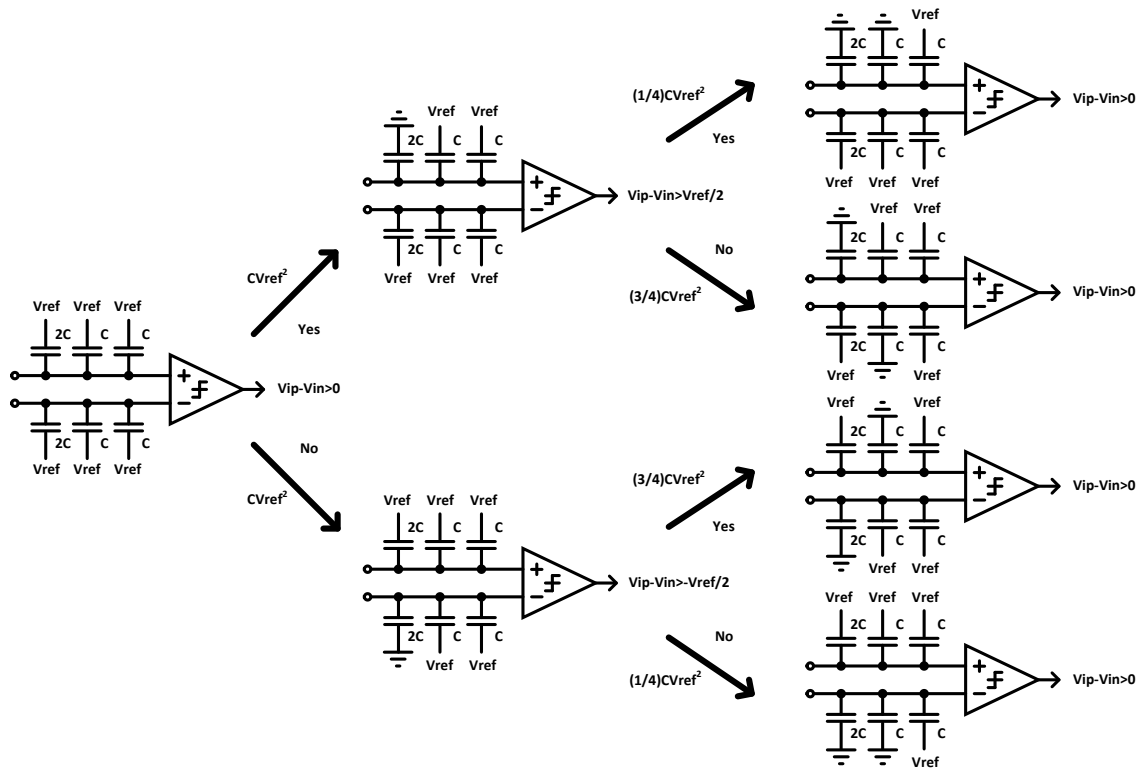 Vref
2C C C
(1/4)CVref²
+
−
Vip-Vin>0
Yes
Vref Vref
2C C C
Vref Vref Vref
+
−
Vip-Vin>Vref/2
2C C C
Vref Vref Vref
2C C C
Vref Vref Vref
No
(3/4)CVref²
Vref Vref
2C C C
+
−
Vip-Vin>0
2C C C
Vref Vref
CVref²
Yes
Vref Vref Vref
2C C C
+
−
Vip-Vin>0
2C C C
Vref Vref Vref
No
CVref²
Vref Vref
2C C C
(3/4)CVref²
+
−
Vip-Vin>0
Yes
2C C C
Vref Vref
Vref Vref Vref
2C C C
+
−
Vip-Vin>-Vref/2
2C C C
Vref Vref
No
(1/4)CVref²
Vref Vref Vref
2C C C
+
−
Vip-Vin>0
2C C C
Vref